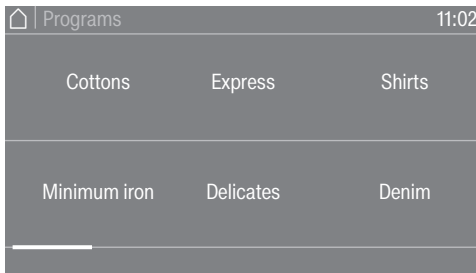 Programs 11:02
Cottons Express Shirts
Minimum iron Delicates Denim